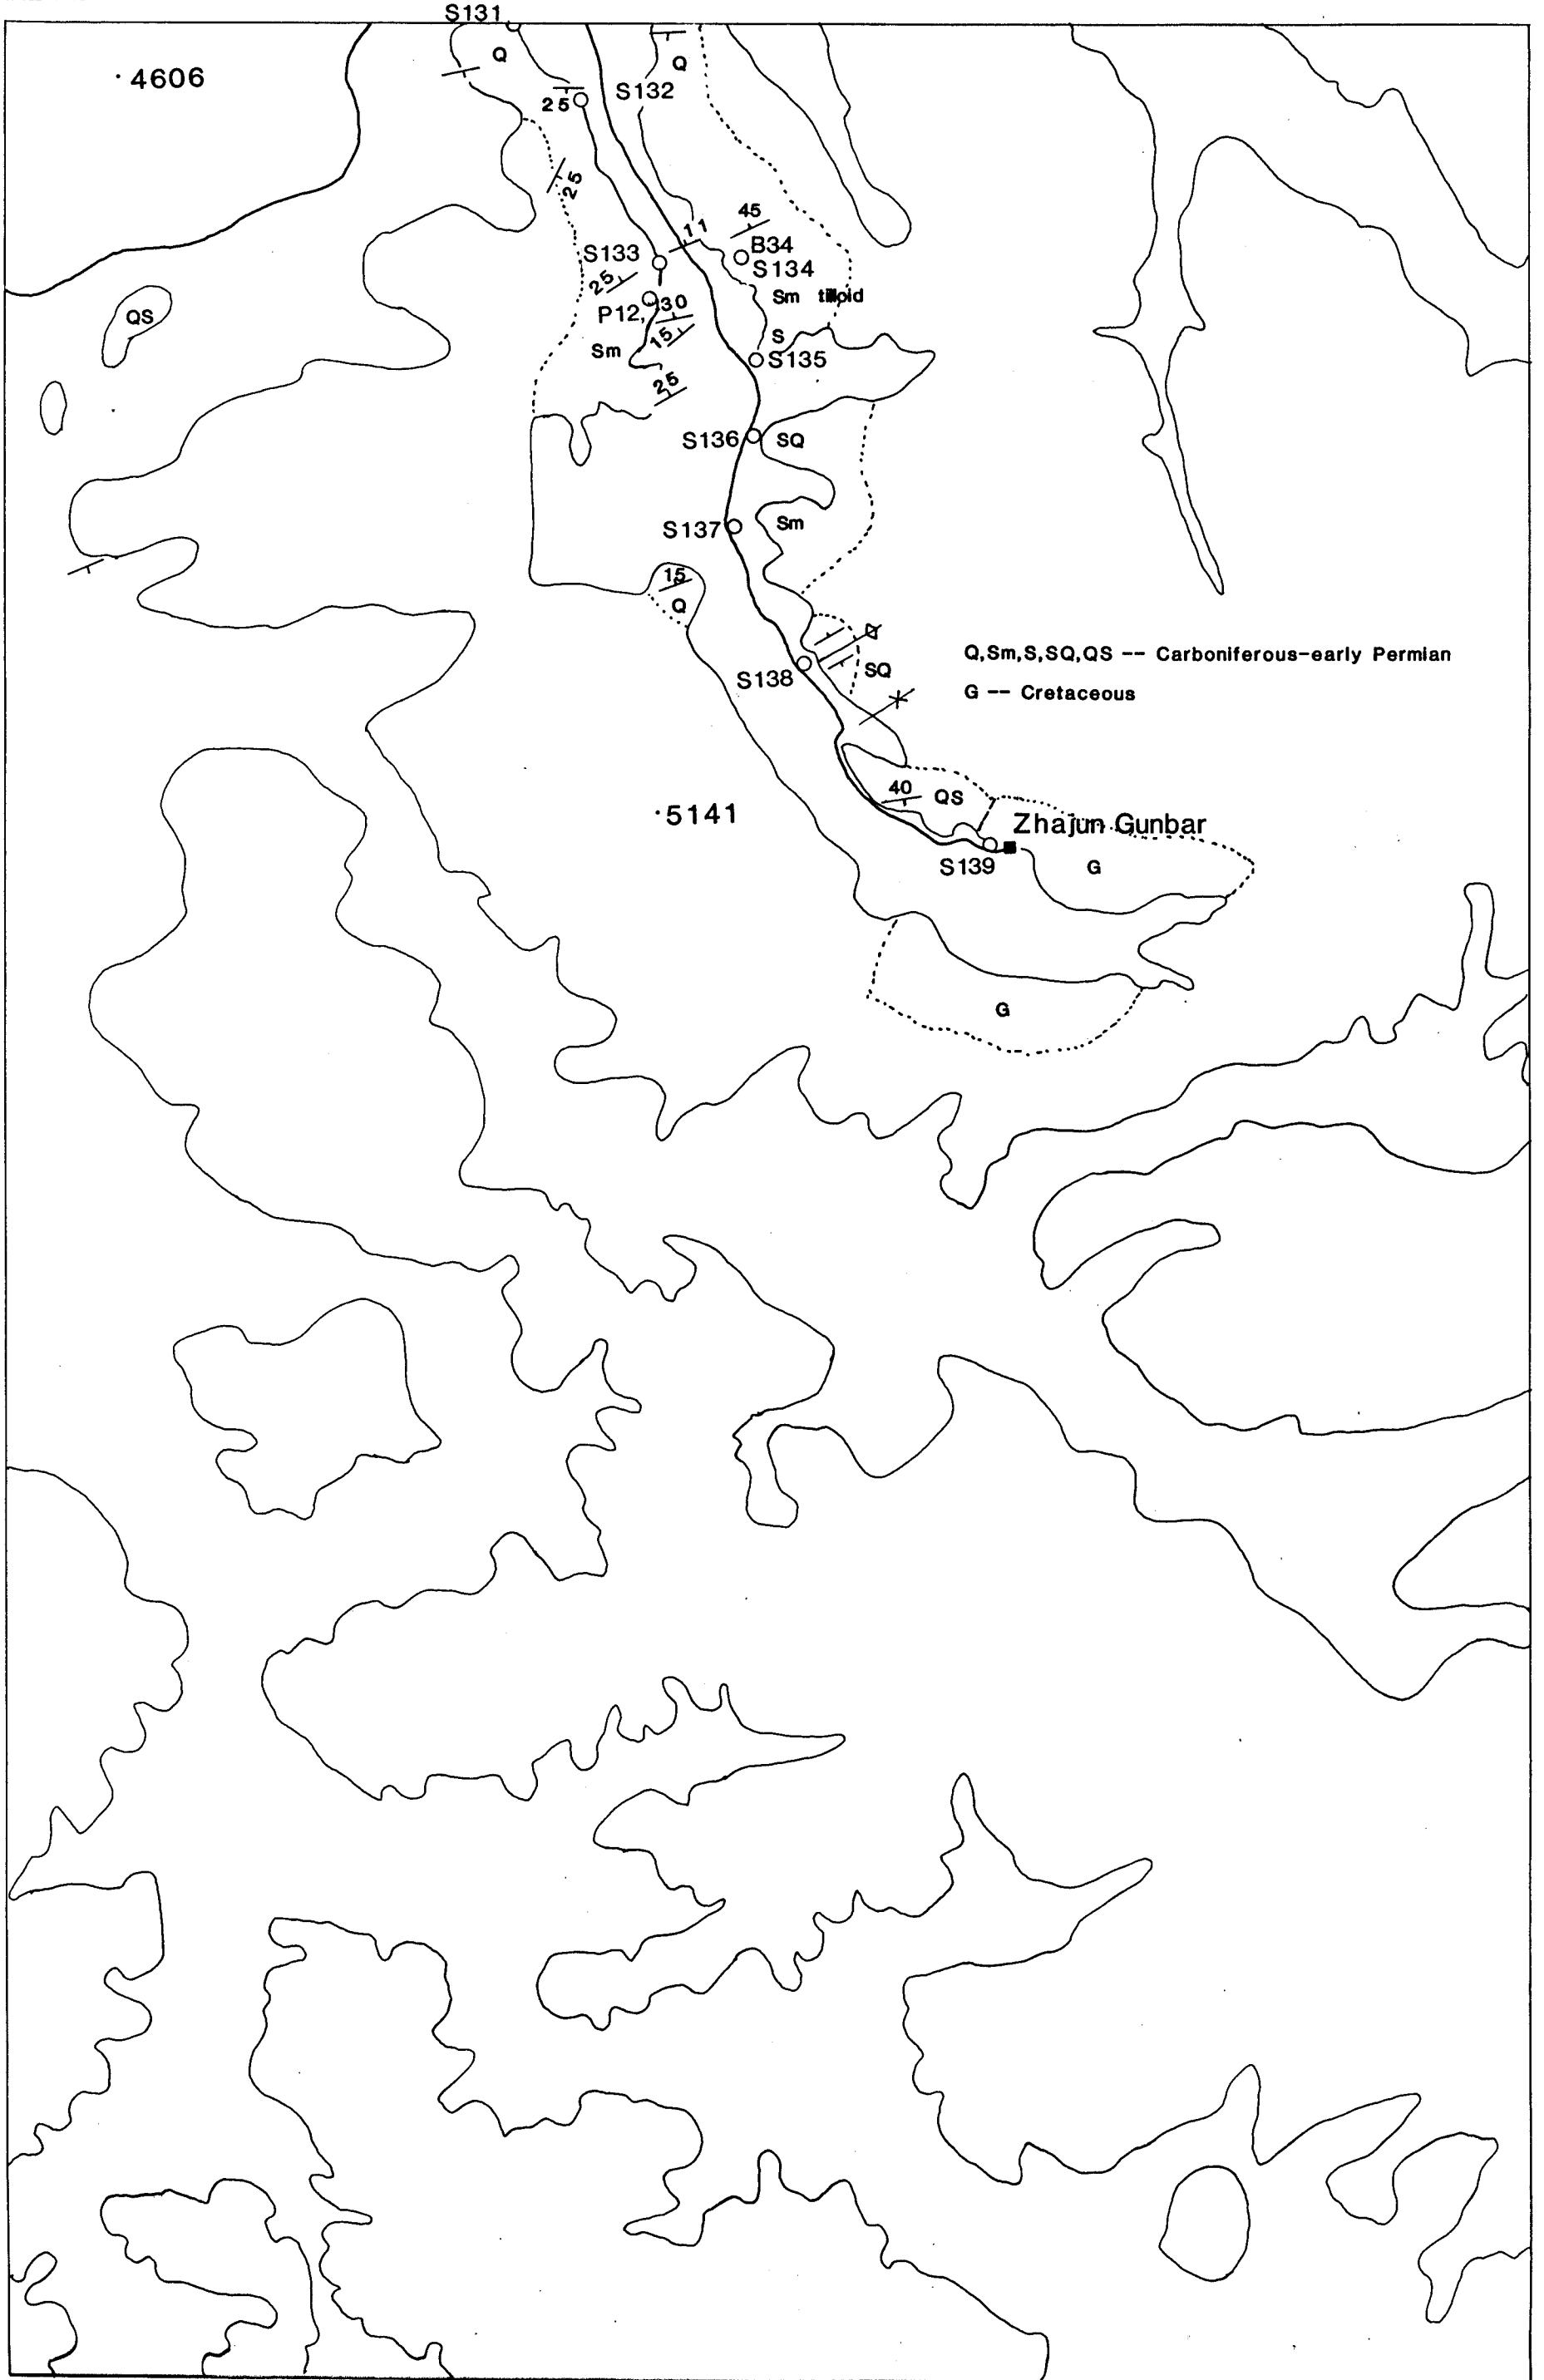 S131
Q
· 4606
Q
S132
25
25
45
11
B34
S133
S134
25
Sm tilloid
QS
P12, 30
S
15
Sm
S135
25
S136 SQ
S137 Sm
15
Q
Q,Sm,S,SQ,QS -- Carboniferous-early Permian
SQ
S138
G -- Cretaceous
40
QS
·5141
Zhajun Gunbar
S139
G
G